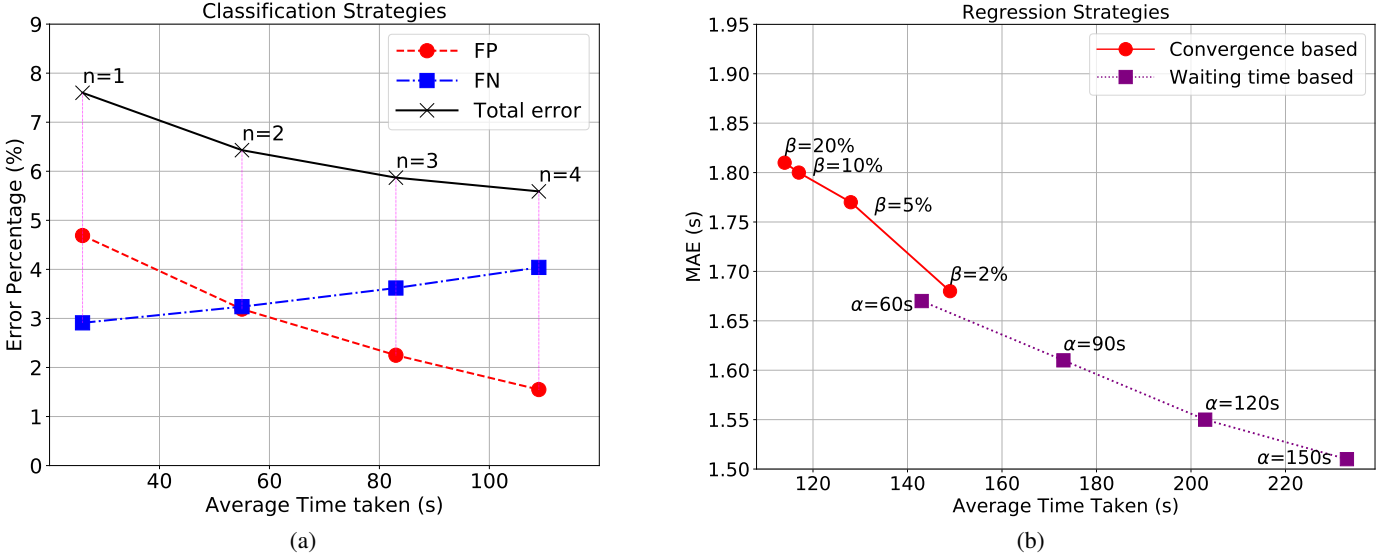 Classification Strategies
9
8
7
6
5
4
3
2
1
0
Error Percentage (%)
n=1
n=2
n=3
n=4
FP
FN
Total error
40
60
80
100
Average Time taken (s)
(a)
Regression Strategies
1.95
1.90
1.85
1.80
1.75
1.70
1.65
1.60
1.55
1.50
MAE (s)
Convergence based
Waiting time based
β=20%
β=10%
β=5%
β=2%
α=60s
α=90s
α=120s
α=150s
120
140
160
180
200
220
Average Time Taken (s)
(b)